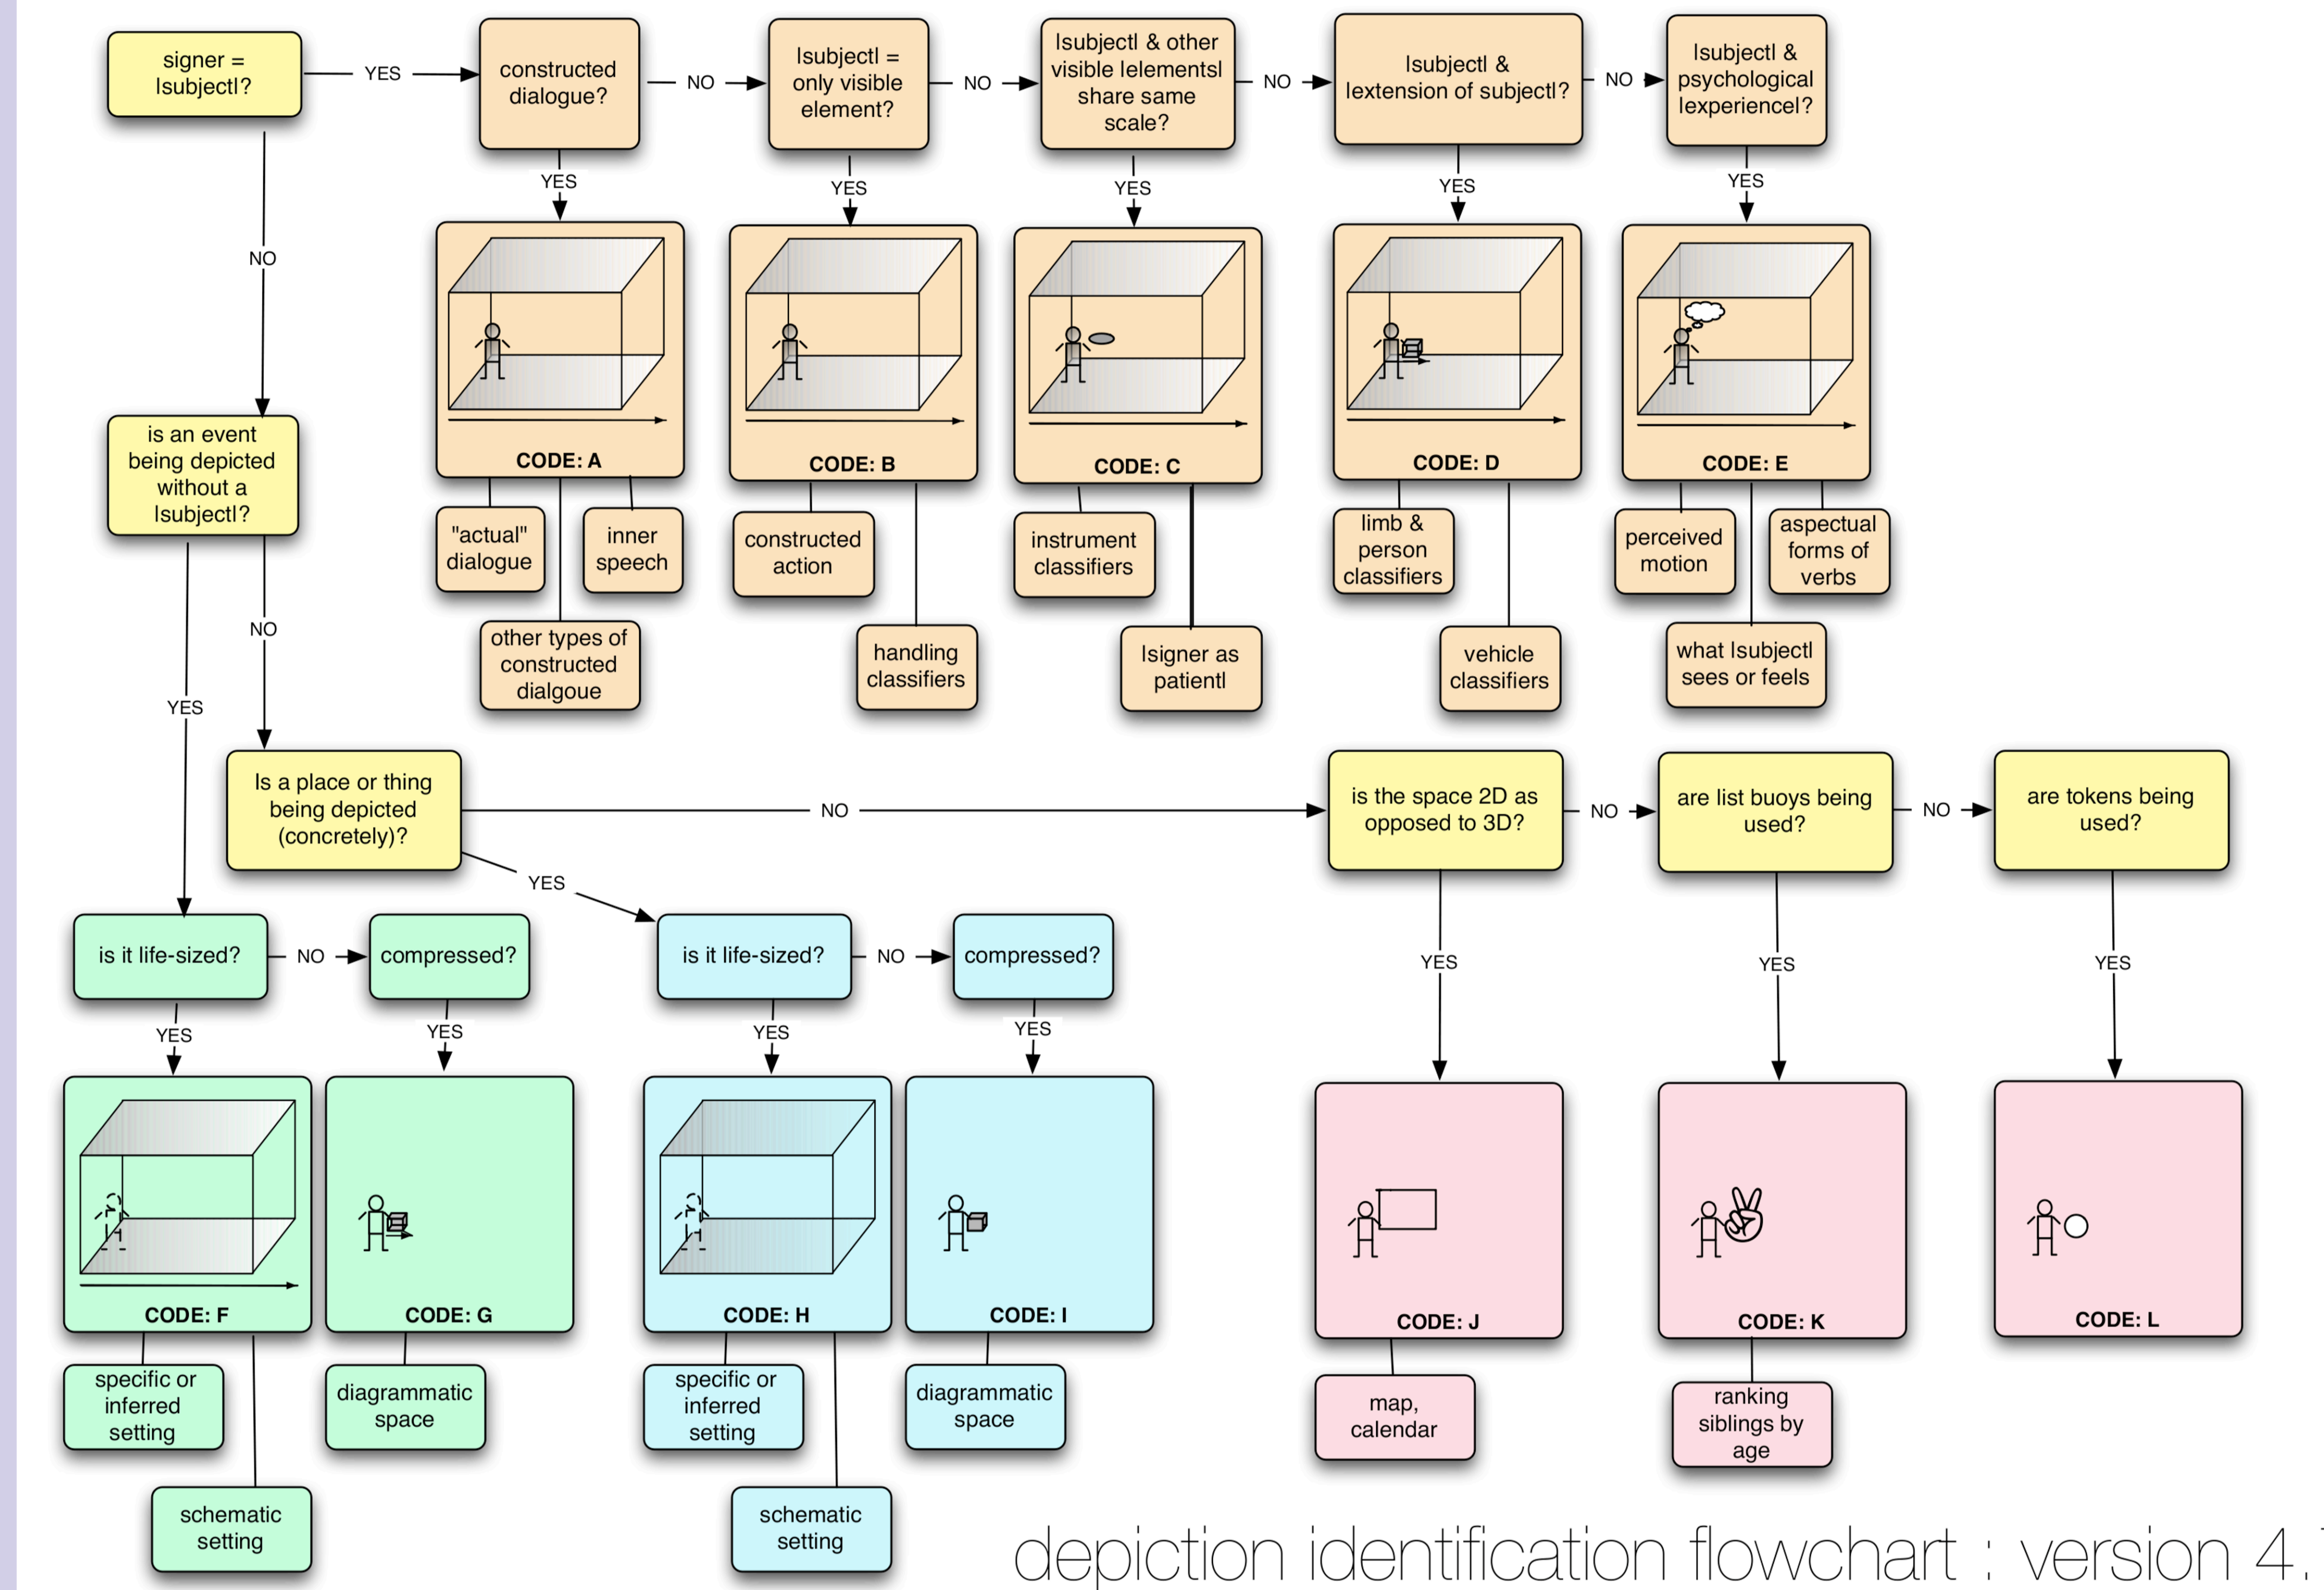 signer =
|subject|?
YES
constructed
dialogue?
NO
|subject| =
only visible
element?
NO
|subject| & other
visible |elements|
share same
scale?
NO
|subject| &
|extension of subject|?
NO
|subject| &
psychological
|experience|?
YES
YES
YES
YES
YES
CODE: A
CODE: B
CODE: C
CODE: D
CODE: E
"actual"
dialogue
inner
speech
other types of
constructed
dialgoue
constructed
action
handling
classifiers
instrument
classifiers
|signer as
patient|
limb &
person
classifiers
vehicle
classifiers
perceived
motion
aspectual
forms of
verbs
what |subject|
sees or feels
NO
is an event
being depicted
without a
|subject|?
YES
NO
Is a place or thing
being depicted
(concretely)?
NO
YES
is the space 2D as
opposed to 3D?
NO
are list buoys being
used?
NO
are tokens being
used?
is it life-sized?
NO
compressed?
is it life-sized?
NO
compressed?
YES
YES
YES
YES
YES
YES
YES
CODE: F
CODE: G
CODE: H
CODE: I
CODE: J
CODE: K
CODE: L
specific or
inferred
setting
schematic
setting
diagrammatic
space
specific or
inferred
setting
schematic
setting
diagrammatic
space
map,
calendar
ranking
siblings by
age
depiction identification flowchart : version 4.